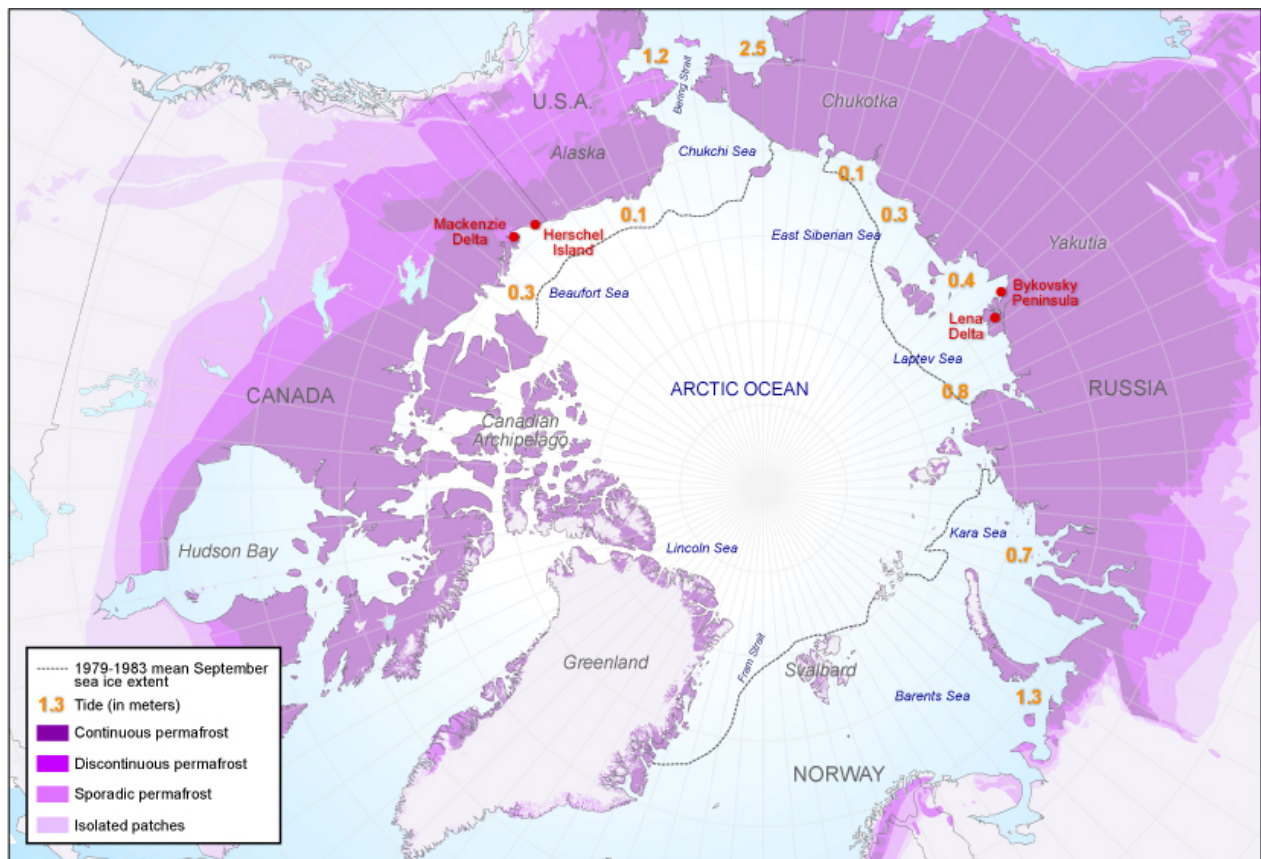 1.2
2.5
Bering Strait
U.S.A.
Chukotka
Alaska
Chukchi Sea
0.1
0.1
0.3
Mackenzie
Delta
Herschel
Island
East Siberian Sea
Yakutia
0.3
Beaufort Sea
0.4
Bykovsky
Peninsula
Lena
Delta
Laptev Sea
CANADA
ARCTIC OCEAN
0.8
RUSSIA
Canadian
Archipelago
Hudson Bay
Lincoln Sea
Kara Sea
0.7
Greenland
Fram Strait
Svalbard
Barents Sea
1.3
NORWAY
1979-1983 mean September
sea ice extent
1.3 Tide (in meters)
Continuous permafrost
Discontinuous permafrost
Sporadic permafrost
Isolated patches